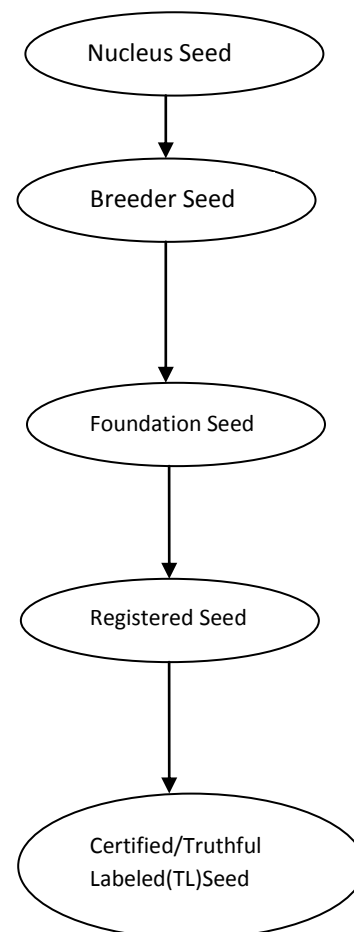 Nucleus Seed
Breeder Seed
Foundation Seed
Registered Seed
Certified/Truthful
Labeled(TL)Seed